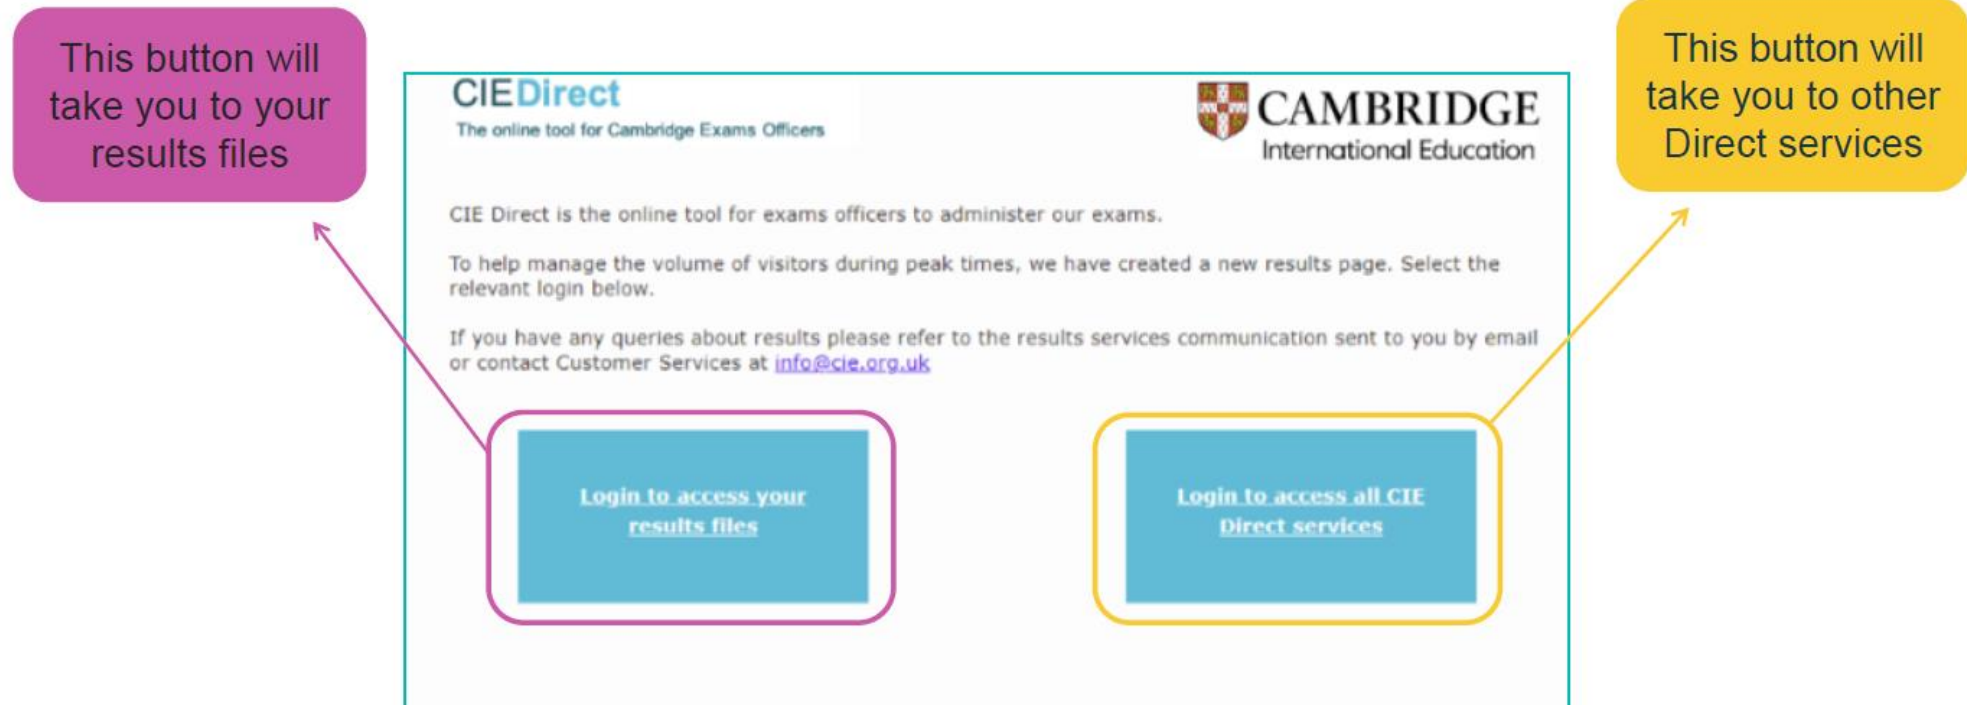 This button will
take you to your
results files
CIEDirect
The online tool for Cambridge Exams Officers
CAMBRIDGE
International Education
This button will
take you to other
Direct services
CIE Direct is the online tool for exams officers to administer our exams.
To help manage the volume of visitors during peak times, we have created a new results page. Select the
relevant login below.
If you have any queries about results please refer to the results services communication sent to you by email
or contact Customer Services at info@cie.org.uk
Login to access your
results files
Login to access all CIE
Direct services